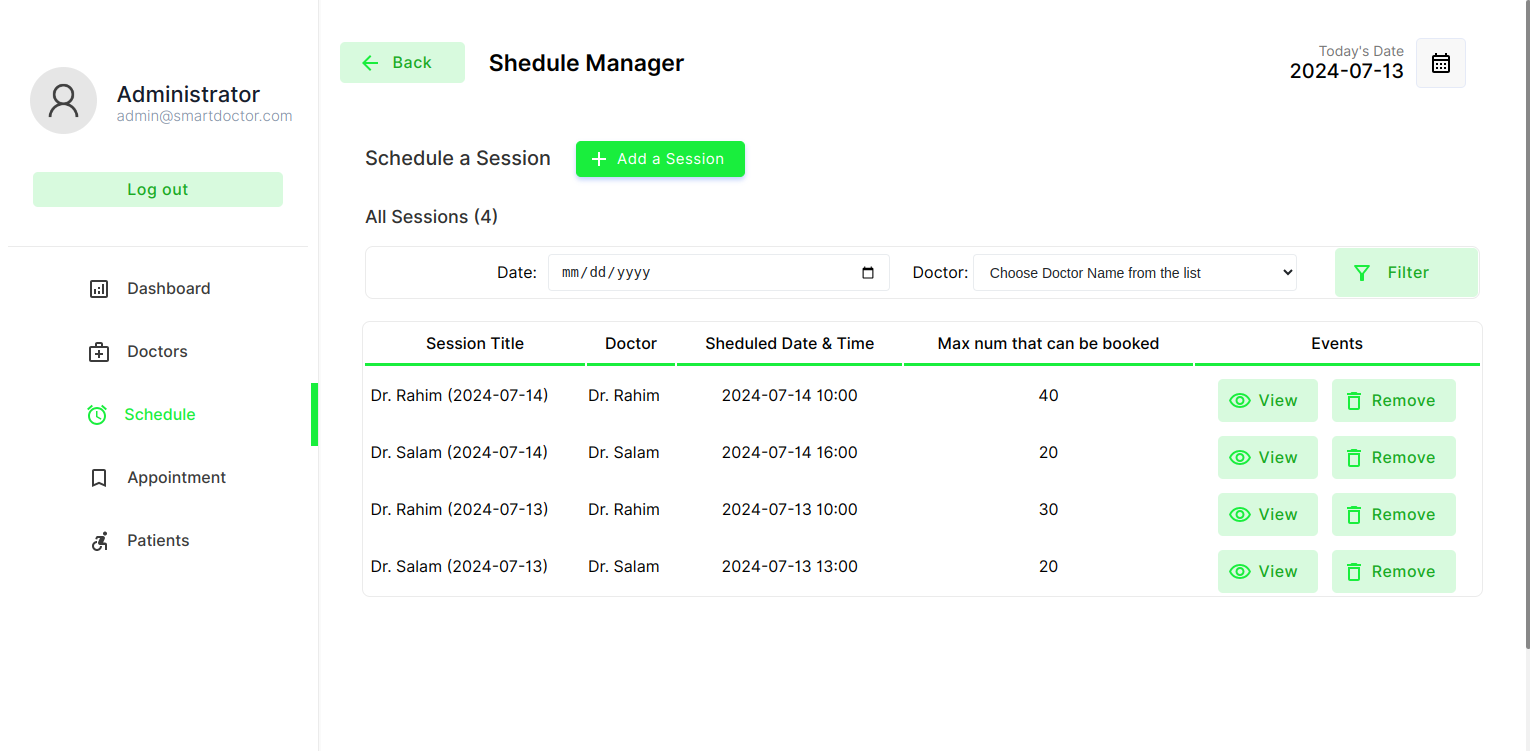 Administrator
admin@smartdoctor.com
Log out
Dashboard
Doctors
Schedule
Appointment
Patients
Back
Shedule Manager
Today's Date
2024-07-13
Schedule a Session
Add a Session
All Sessions (4)
Date: mm/dd/yyyy Doctor: Choose Doctor Name from the list Filter
Session Title Doctor Sheduled Date & Time Max num that can be booked Events
Dr. Rahim (2024-07-14) Dr. Rahim 2024-07-14 10:00 40 View Remove
Dr. Salam (2024-07-14) Dr. Salam 2024-07-14 16:00 20 View Remove
Dr. Rahim (2024-07-13) Dr. Rahim 2024-07-13 10:00 30 View Remove
Dr. Salam (2024-07-13) Dr. Salam 2024-07-13 13:00 20 View Remove